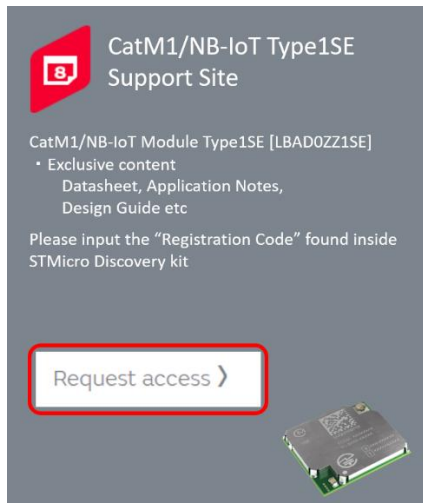 8
CatM1/NB-IoT Type1SE
Support Site
CatM1/NB-IoT Module Type1SE [LBAD0ZZ1SE]
・Exclusive content
Datasheet, Application Notes,
Design Guide etc
Please input the “Registration Code” found inside
STMicro Discovery kit
Request access ❭